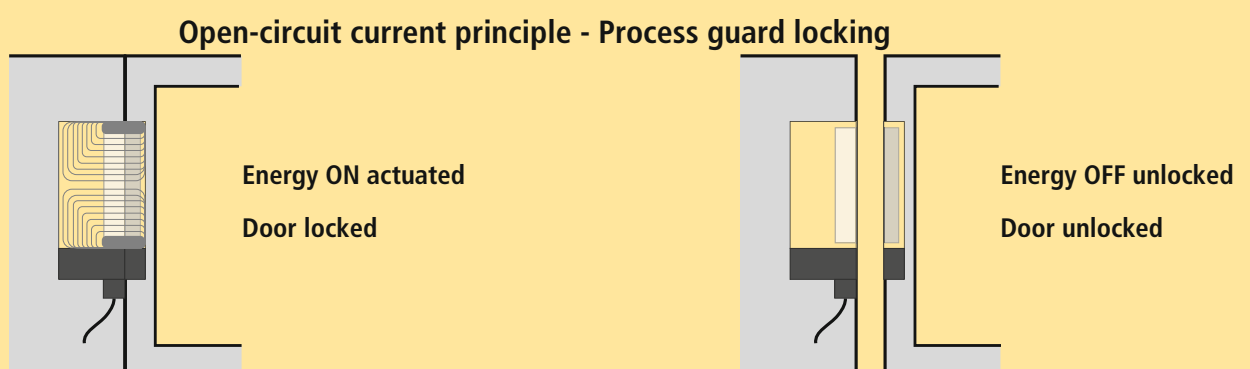 Open-circuit current principle - Process guard locking
Energy ON actuated
Door locked
Energy OFF unlocked
Door unlocked